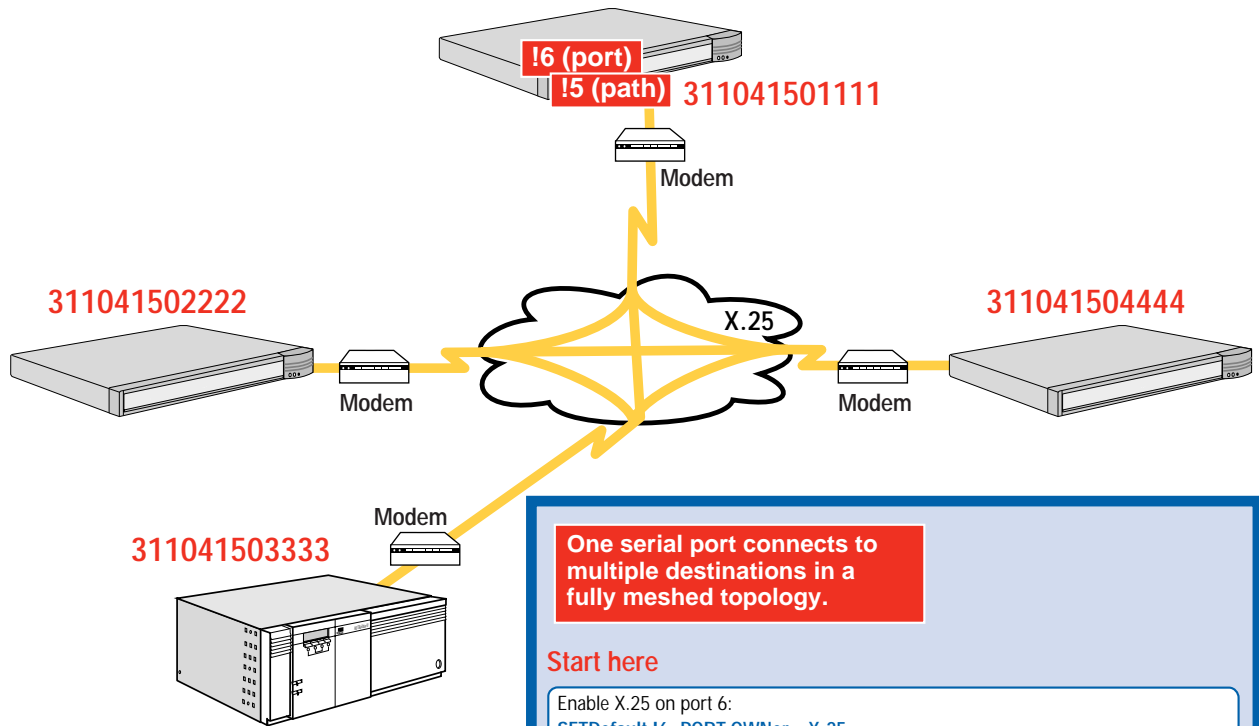 !6 (port)
!5 (path)
311041501111
Modem
311041502222
X.25
311041504444
Modem
Modem
Modem
311041503333
One serial port connects to
multiple destinations in a
fully meshed topology.
Start here
Enable X.25 on port 6: